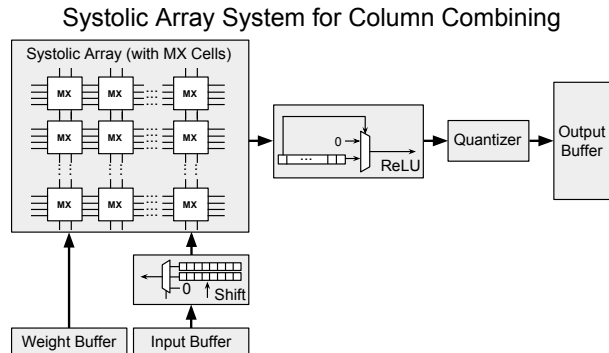 Systolic Array System for Column Combining
Systolic Array (with MX Cells)
MX MX MX
MX MX MX
MX MX MX
0
ReLU
Quantizer
Output
Buffer
0
Shift
Weight Buffer
Input Buffer